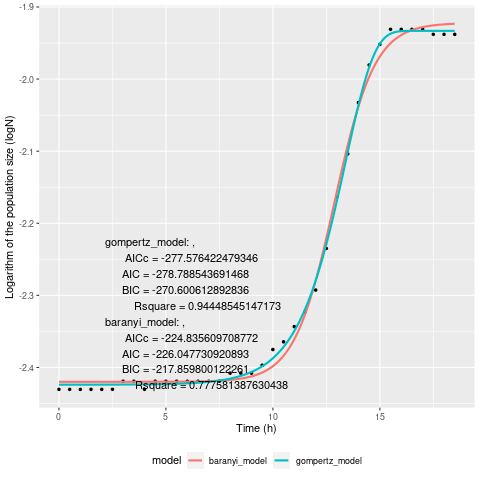 -1.9
-2.0
-2.1
-2.2
-2.3
-2.4
Logarithm of the population size (logN)
gompertz_model: ,
AICc = -277.576422479346
AIC = -278.788543691468
BIC = -270.600612892836
Rsquare = 0.94448545147173
baranyi_model: ,
AICc = -224.835609708772
AIC = -226.047730920893
BIC = -217.859800122261
Rsquare = 0.777581387630438
0 5 10 15
Time (h)
model baranyi_model gompertz_model